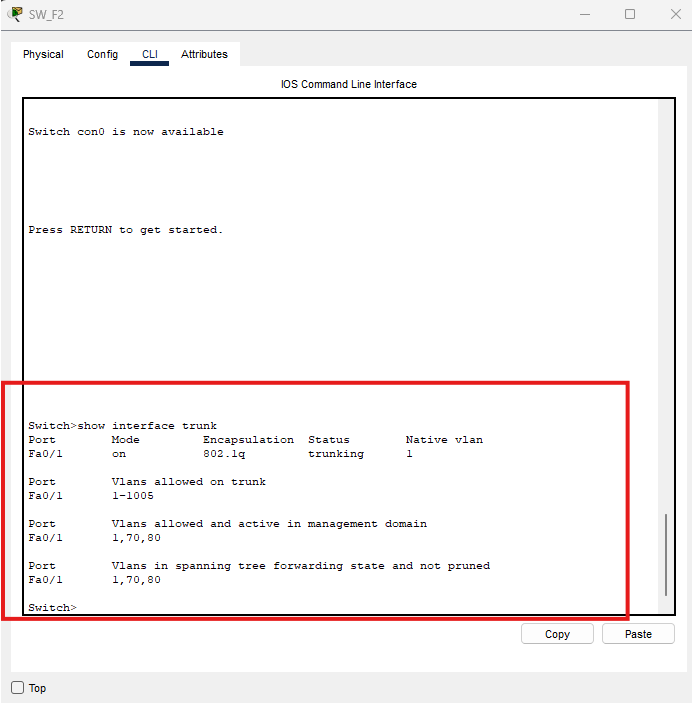 SW_F2
Physical Config CLI Attributes
IOS Command Line Interface
Switch con0 is now available
Press RETURN to get started.
Switch>show interface trunk
Port        Mode         Encapsulation  Status        Native vlan
Fa0/1       on           802.1q         trunking      1
Port        Vlans allowed on trunk
Fa0/1       1-1005
Port        Vlans allowed and active in management domain
Fa0/1       1,70,80
Port        Vlans in spanning tree forwarding state and not pruned
Fa0/1       1,70,80
Switch>
Copy Paste
Top